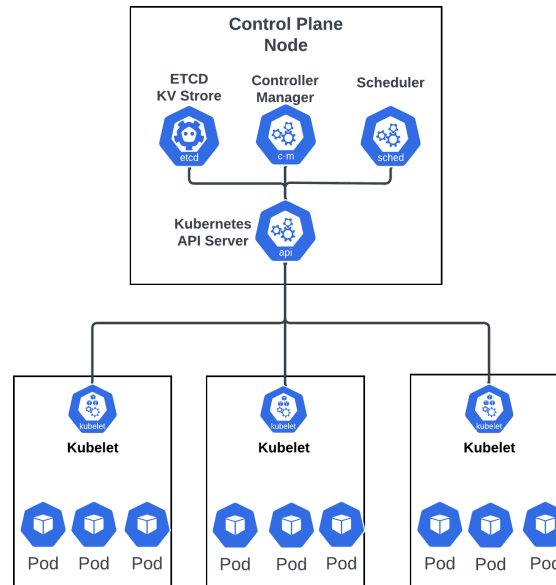 Control Plane
Node
ETCD
KV Strore
Controller
Manager
Scheduler
etcd
c-m
sched
Kubernetes
API Server
api
kubelet
kubelet
kubelet
Kubelet
Kubelet
Kubelet
Pod
Pod
Pod
Pod
Pod
Pod
Pod
Pod
Pod